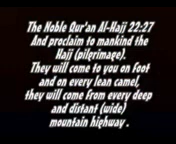 The Noble Qur'an Al-Hajj 22:27
And proclaim to mankind the
Hajj (pilgrimage).
They will come to you on foot
and on every lean camel,
they will come from every deep
and distant (wide)
mountain highway .